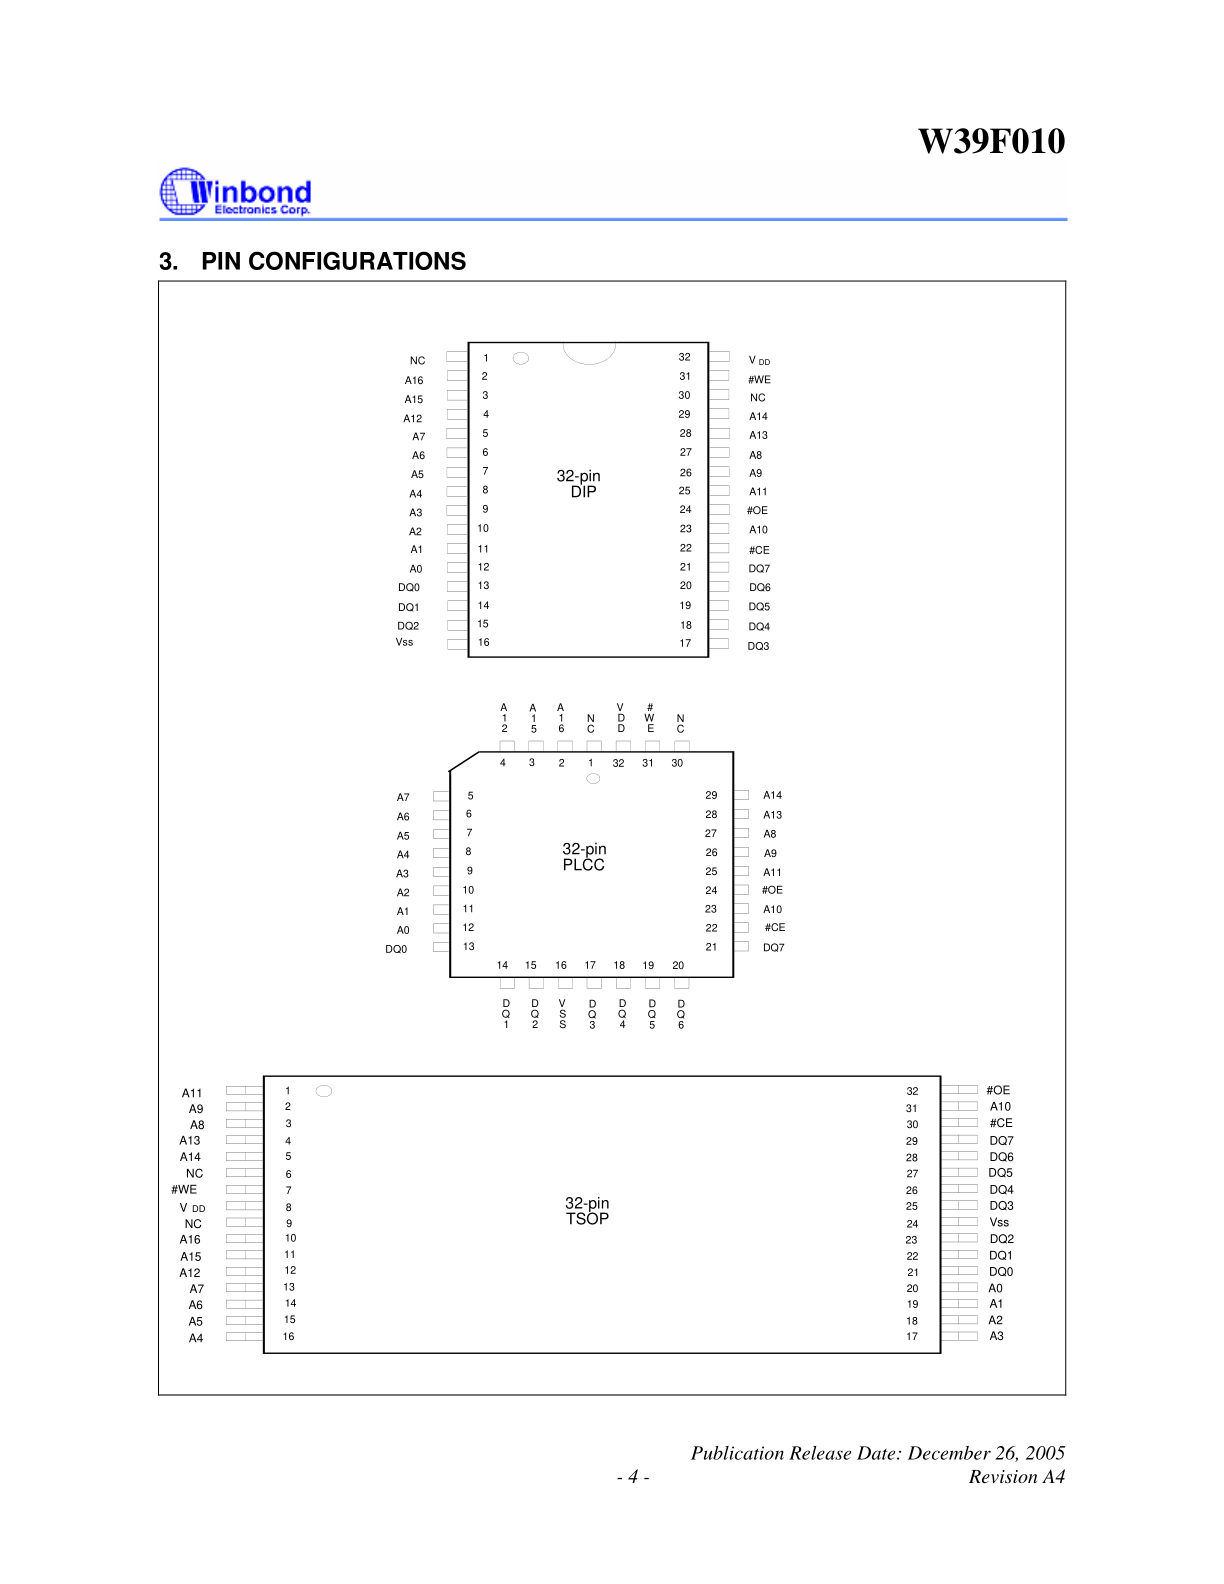 W39F010
Winbond
Electronics Corp.
3. PIN CONFIGURATIONS
NC 1 32 V DD
A16 2 31 #WE
A15 3 30 NC
A12 4 29 A14
A7 5 28 A13
A6 6 27 A8
A5 7 26 A9
32-pin
DIP
A4 8 25 A11
A3 9 24 #OE
A2 10 23 A10
A1 11 22 #CE
A0 12 21 DQ7
DQ0 13 20 DQ6
DQ1 14 19 DQ5
DQ2 15 18 DQ4
Vss 16 17 DQ3
A12 A15 A16 NC VDD #WE NC
4 3 2 1 32 31 30
A7 5 29 A14
A6 6 28 A13
A5 7 27 A8
A4 8 26 A9
32-pin
PLCC
A3 9 25 A11
A2 10 24 #OE
A1 11 23 A10
A0 12 22 #CE
DQ0 13 21 DQ7
14 15 16 17 18 19 20
DQ1 DQ2 VSS DQ3 DQ4 DQ5 DQ6
A11 1 32 #OE
A9 2 31 A10
A8 3 30 #CE
A13 4 29 DQ7
A14 5 28 DQ6
NC 6 27 DQ5
#WE 7 26 DQ4
V DD 8 25 DQ3
32-pin
TSOP
NC 9 24 Vss
A16 10 23 DQ2
A15 11 22 DQ1
A12 12 21 DQ0
A7 13 20 A0
A6 14 19 A1
A5 15 18 A2
A4 16 17 A3
Publication Release Date: December 26, 2005
- 4 - Revision A4